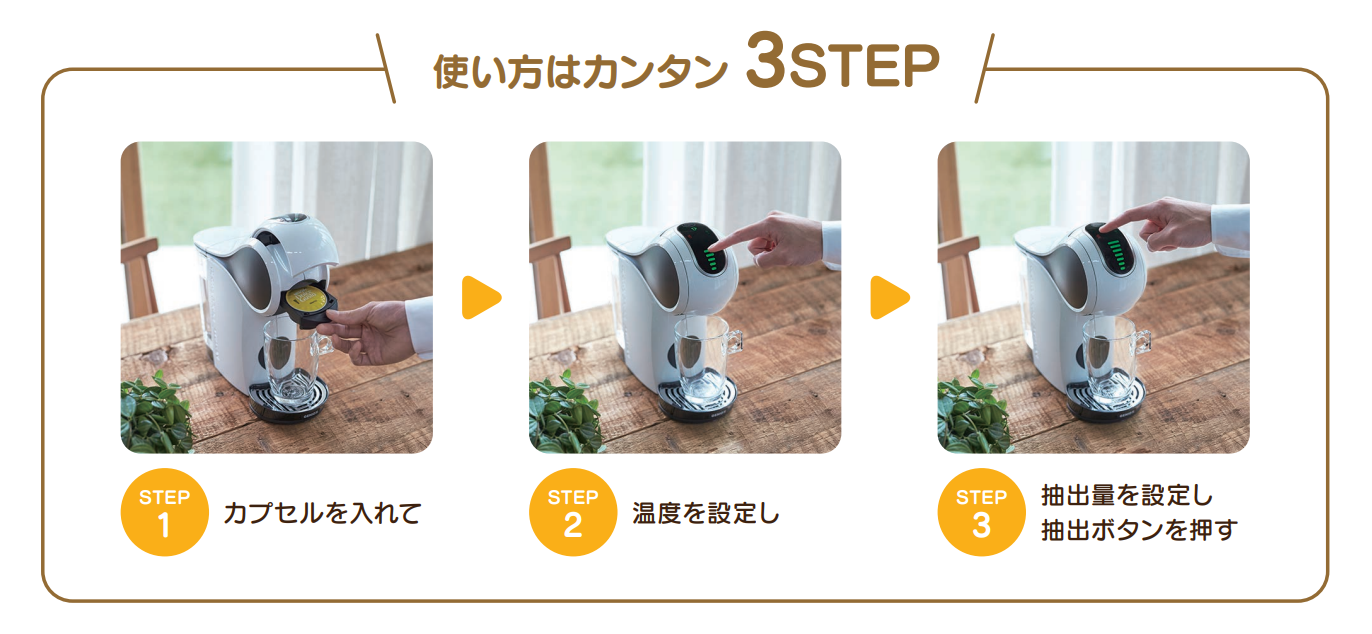 使い方はカンタン 3STEP
STEP
1
カプセルを入れて
STEP
2
温度を設定し
STEP
3
抽出量を設定し
抽出ボタンを押す